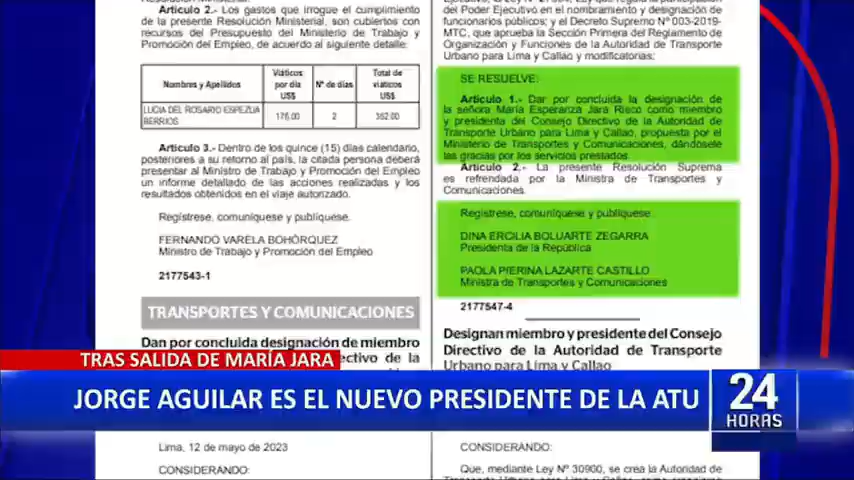 Resolución Ministerial.
Artículo 2.- Los gastos que irrogue el cumplimiento
de la presente Resolución Ministerial, son cubiertos con
recursos del Presupuesto del Ministerio de Trabajo y
Promoción del Empleo, de acuerdo al siguiente detalle:
Nombres y Apellidos
Viáticos
por día
US$
Nº de días
Total de
viáticos
US$
LUCIA DEL ROSARIO ESPEZUA
BERRIOS
176.00
2
352.00
Artículo 3.- Dentro de los quince (15) días calendario,
posteriores a su retorno al país, la citada persona deberá
presentar al Ministro de Trabajo y Promoción del Empleo
un informe detallado de las acciones realizadas y los
resultados obtenidos en el viaje autorizado.
Regístrese, comuníquese y publíquese.
FERNANDO VARELA BOHÓRQUEZ
Ministro de Trabajo y Promoción del Empleo
2177543-1
TRANSPORTES Y COMUNICACIONES
Dan por concluida designación de miembro
ectivo de la
Lima, 12 de mayo de 2023
CONSIDERANDO:
del Poder Ejecutivo en el nombramiento y designación de
funcionarios públicos; y el Decreto Supremo Nº 003-2019-
MTC, que aprueba la Sección Primera del Reglamento de
Organización y Funciones de la Autoridad de Transporte
Urbano para Lima y Callao y modificatorias;
SE RESUELVE:
Artículo 1.- Dar por concluida la designación de
la señora María Esperanza Jara Risco como miembro
y presidenta del Consejo Directivo de la Autoridad de
Transporte Urbano para Lima y Callao, propuesta por el
Ministerio de Transportes y Comunicaciones, dándosele
las gracias por los servicios prestados.
Artículo 2.- La presente Resolución Suprema
es refrendada por la Ministra de Transportes y
Comunicaciones.
Regístrese, comuníquese y publíquese.
DINA ERCILIA BOLUARTE ZEGARRA
Presidenta de la República
PAOLA PIERINA LAZARTE CASTILLO
Ministra de Transportes y Comunicaciones
2177547-4
Designan miembro y presidente del Consejo
Directivo de la Autoridad de Transporte
Urbano para Lima y Callao
CONSIDERANDO:
Que, mediante Ley Nº 30900, se crea la Autoridad de
TRAS SALIDA DE MARÍA JARA
JORGE AGUILAR ES EL NUEVO PRESIDENTE DE LA ATU
24
HORAS